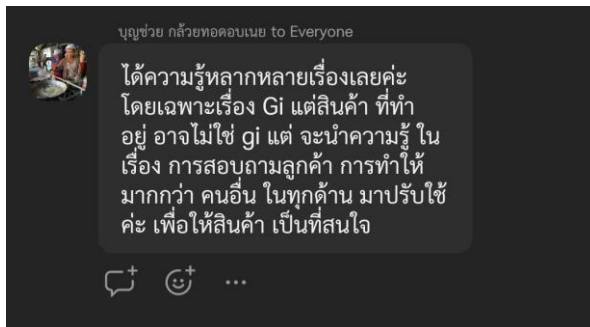 บุญช่วย กล้วยทอดอบเนย to Everyone
ได้ความรู้หลากหลายเรื่องเลยค่ะ
โดยเฉพาะเรื่อง Gi แต่สินค้า ที่ทำ
อยู่ อาจไม่ใช่ gi แต่ จะนำความรู้ ใน
เรื่อง การสอบถามลูกค้า การทำให้
มากกว่า คนอื่น ในทุกด้าน มาปรับใช้
ค่ะ เพื่อให้สินค้า เป็นที่สนใจ